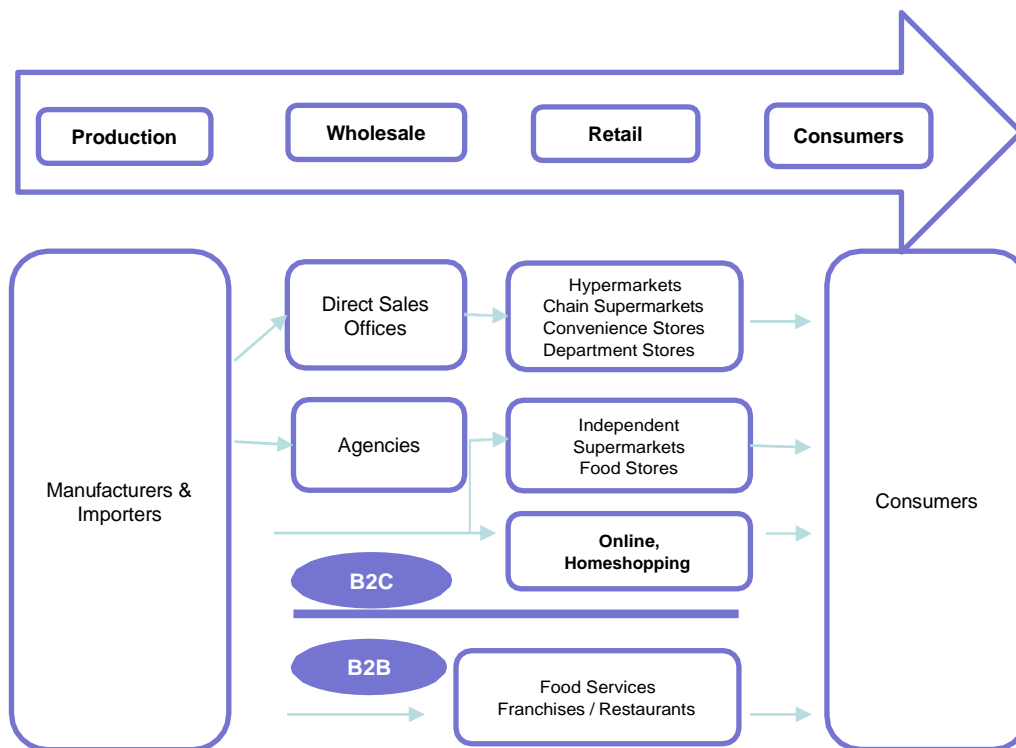 Production
Wholesale
Retail
Consumers
Direct Sales
Offices
Hypermarkets
Chain Supermarkets
Convenience Stores
Department Stores
Agencies
Independent
Supermarkets
Food Stores
Manufacturers &
Importers
Consumers
Online,
Homeshopping
B2C
B2B
Food Services
Franchises / Restaurants